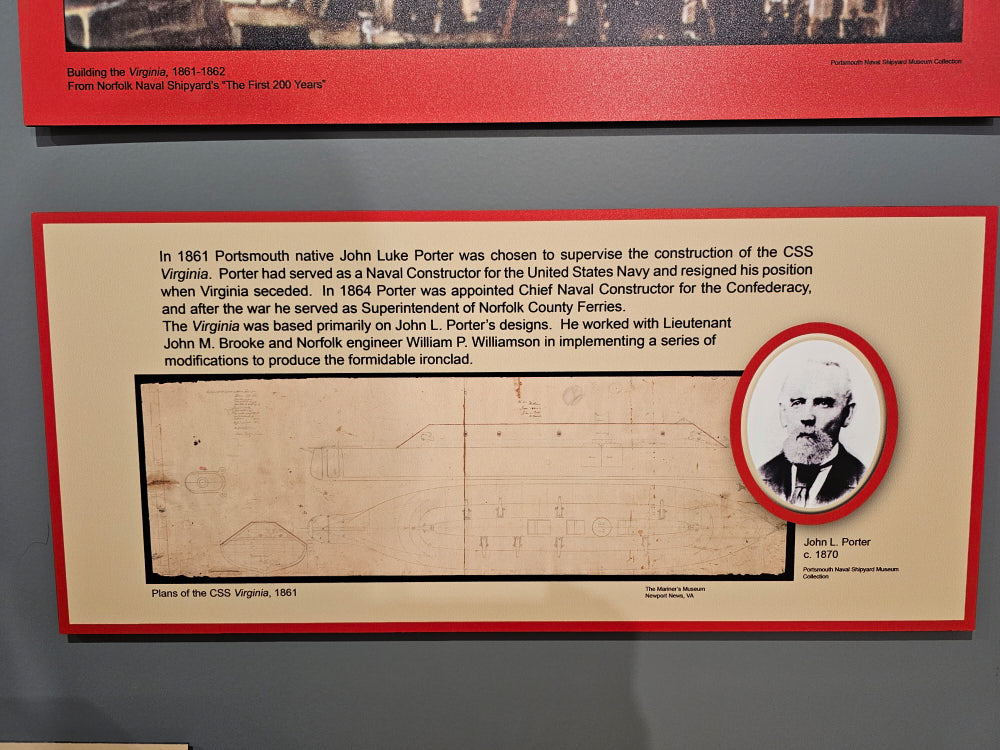 Building the Virginia, 1861-1862
From Norfolk Naval Shipyard's "The First 200 Years"
Portsmouth Naval Shipyard Museum Collection
In 1861 Portsmouth native John Luke Porter was chosen to supervise the construction of the CSS
Virginia. Porter had served as a Naval Constructor for the United States Navy and resigned his position
when Virginia seceded. In 1864 Porter was appointed Chief Naval Constructor for the Confederacy,
and after the war he served as Superintendent of Norfolk County Ferries.
The Virginia was based primarily on John L. Porter's designs. He worked with Lieutenant
John M. Brooke and Norfolk engineer William P. Williamson in implementing a series of
modifications to produce the formidable ironclad.
John L. Porter
c. 1870
Portsmouth Naval Shipyard Museum
Collection
Plans of the CSS Virginia, 1861
The Mariner's Museum
Newport News, VA